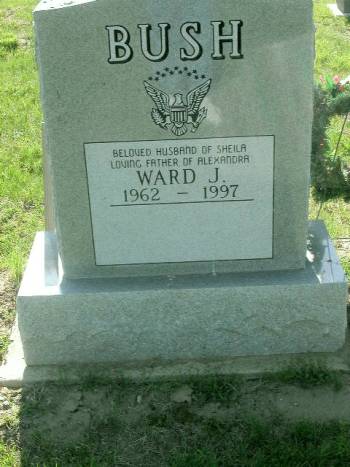 BUSH
BELOVED HUSBAND OF SHEILA
LOVING FATHER OF ALEXANDRA
WARD J.
1962 - 1997